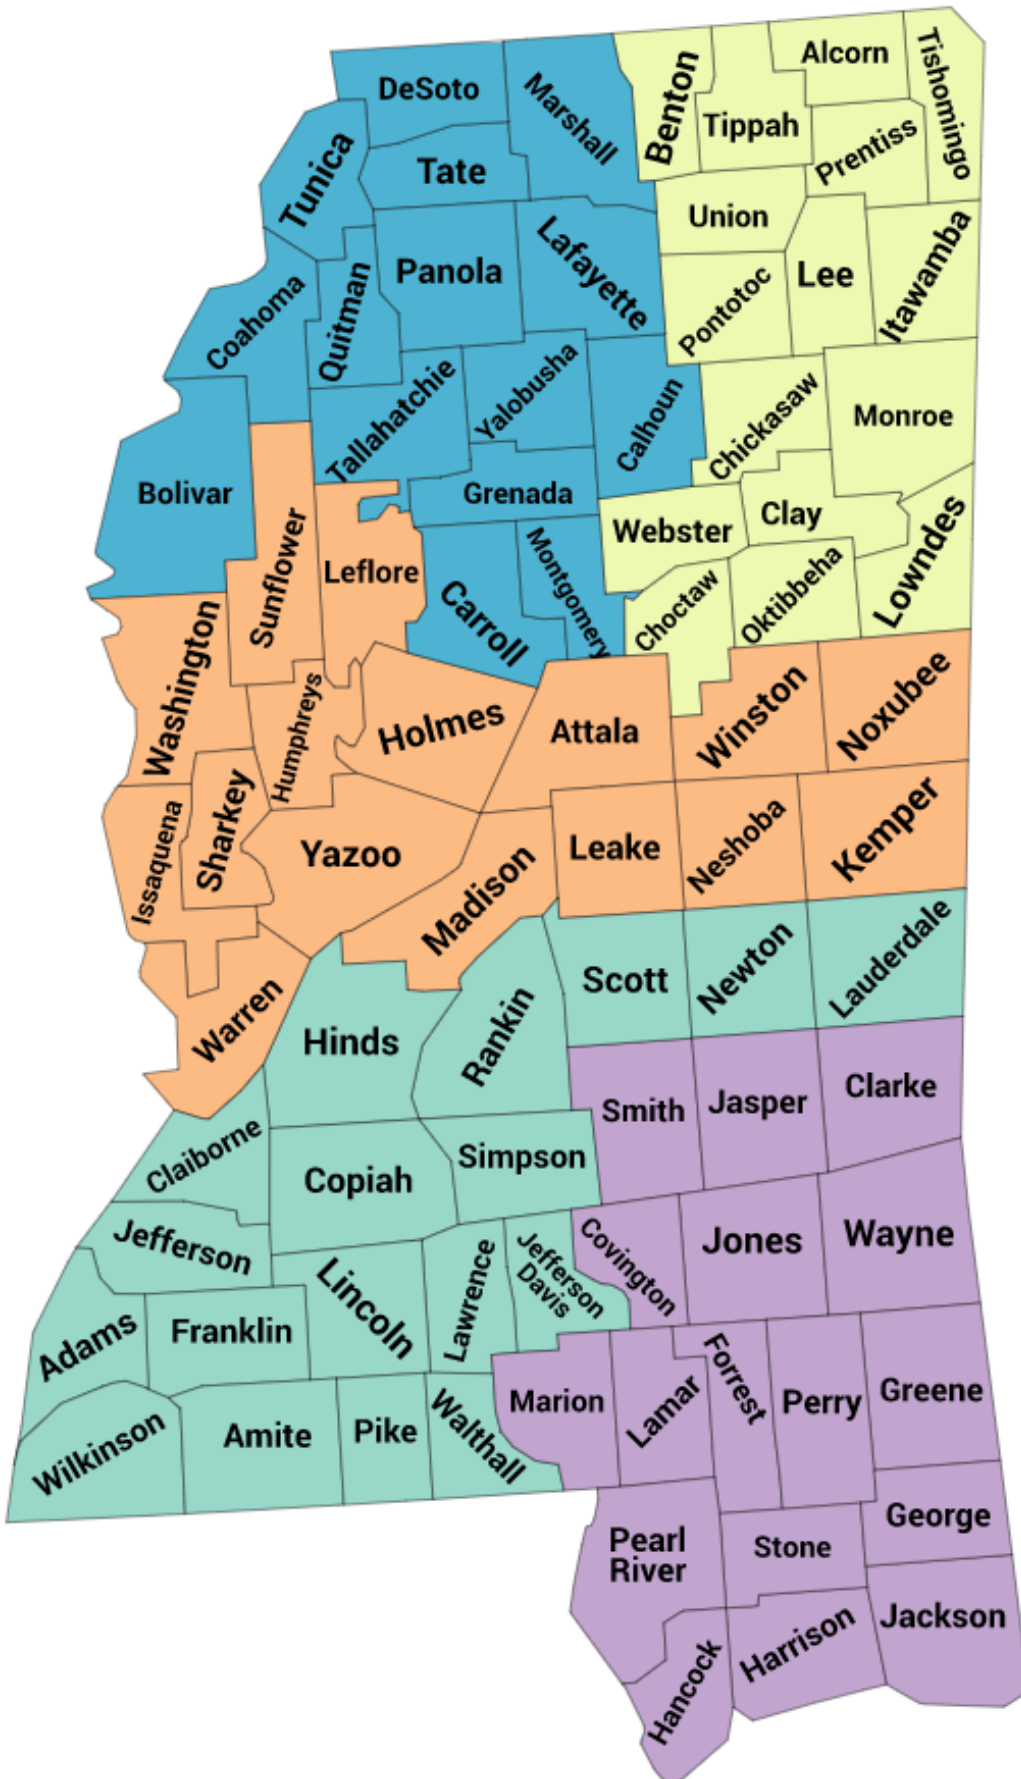 DeSoto
Marshall
Benton
Tippah
Alcorn
Tishomingo
Tunica
Tate
Prentiss
Union
Coahoma
Quitman
Panola
Lafayette
Pontotoc
Lee
Itawamba
Bolivar
Tallahatchie
Yalobusha
Calhoun
Chickasaw
Monroe
Sunflower
Leflore
Grenada
Webster
Clay
Lowndes
Carroll
Montgomery
Choctaw
Oktibbeha
Washington
Humphreys
Holmes
Attala
Winston
Noxubee
Issaquena
Sharkey
Yazoo
Madison
Leake
Neshoba
Kemper
Warren
Hinds
Rankin
Scott
Newton
Lauderdale
Claiborne
Copiah
Simpson
Smith
Jasper
Clarke
Jefferson
Lincoln
Lawrence
Jefferson
Davis
Covington
Jones
Wayne
Adams
Franklin
Wilkinson
Amite
Pike
Walthall
Marion
Lamar
Forrest
Perry
Greene
Pearl
River
Stone
George
Hancock
Harrison
Jackson